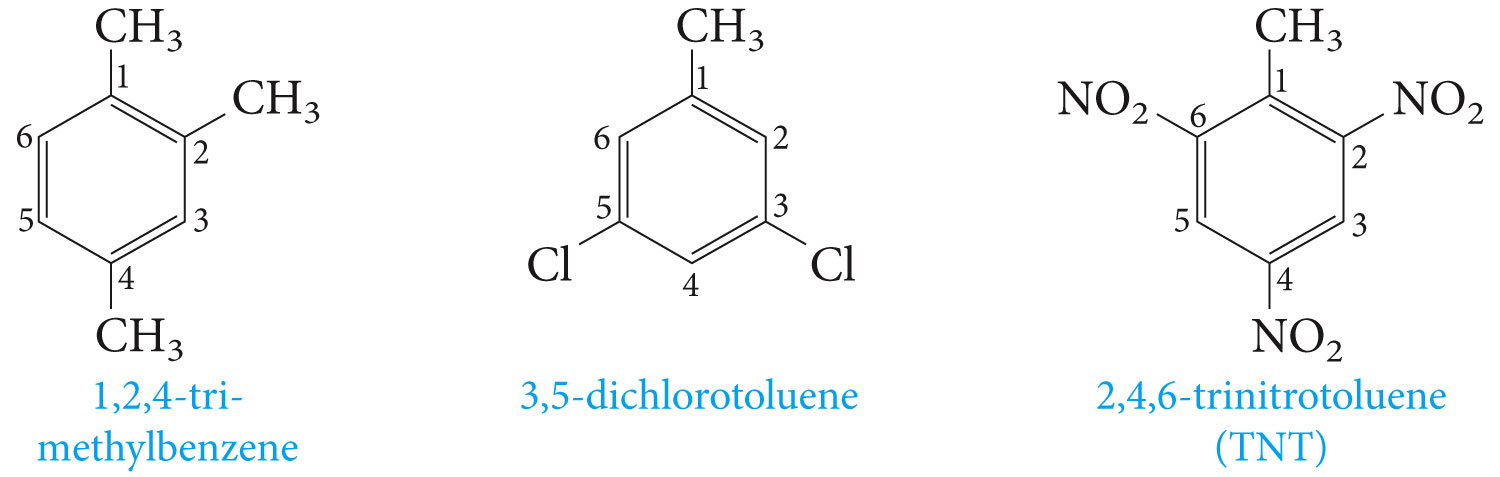 CH₃
1
CH₃
6
2
5
3
4
CH₃
1,2,4-tri-
methylbenzene
CH₃
1
6
2
5
3
Cl
Cl
4
3,5-dichlorotoluene
CH₃
1
NO₂
NO₂
6
2
5
3
4
NO₂
2,4,6-trinitrotoluene
(TNT)